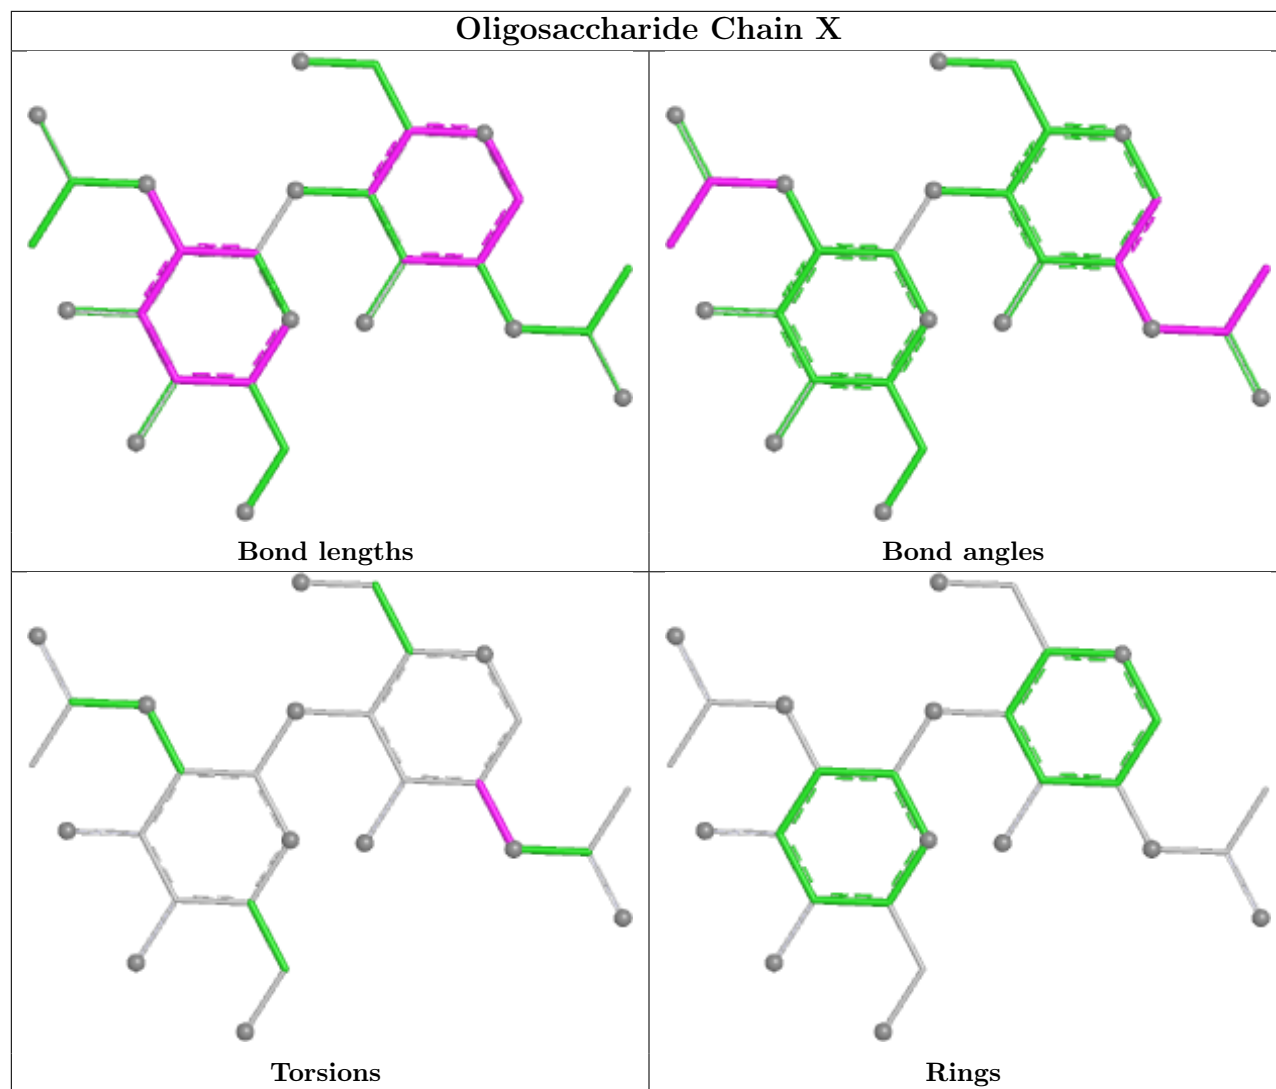 Oligosaccharide Chain X
Bond lengths
Bond angles
Torsions
Rings